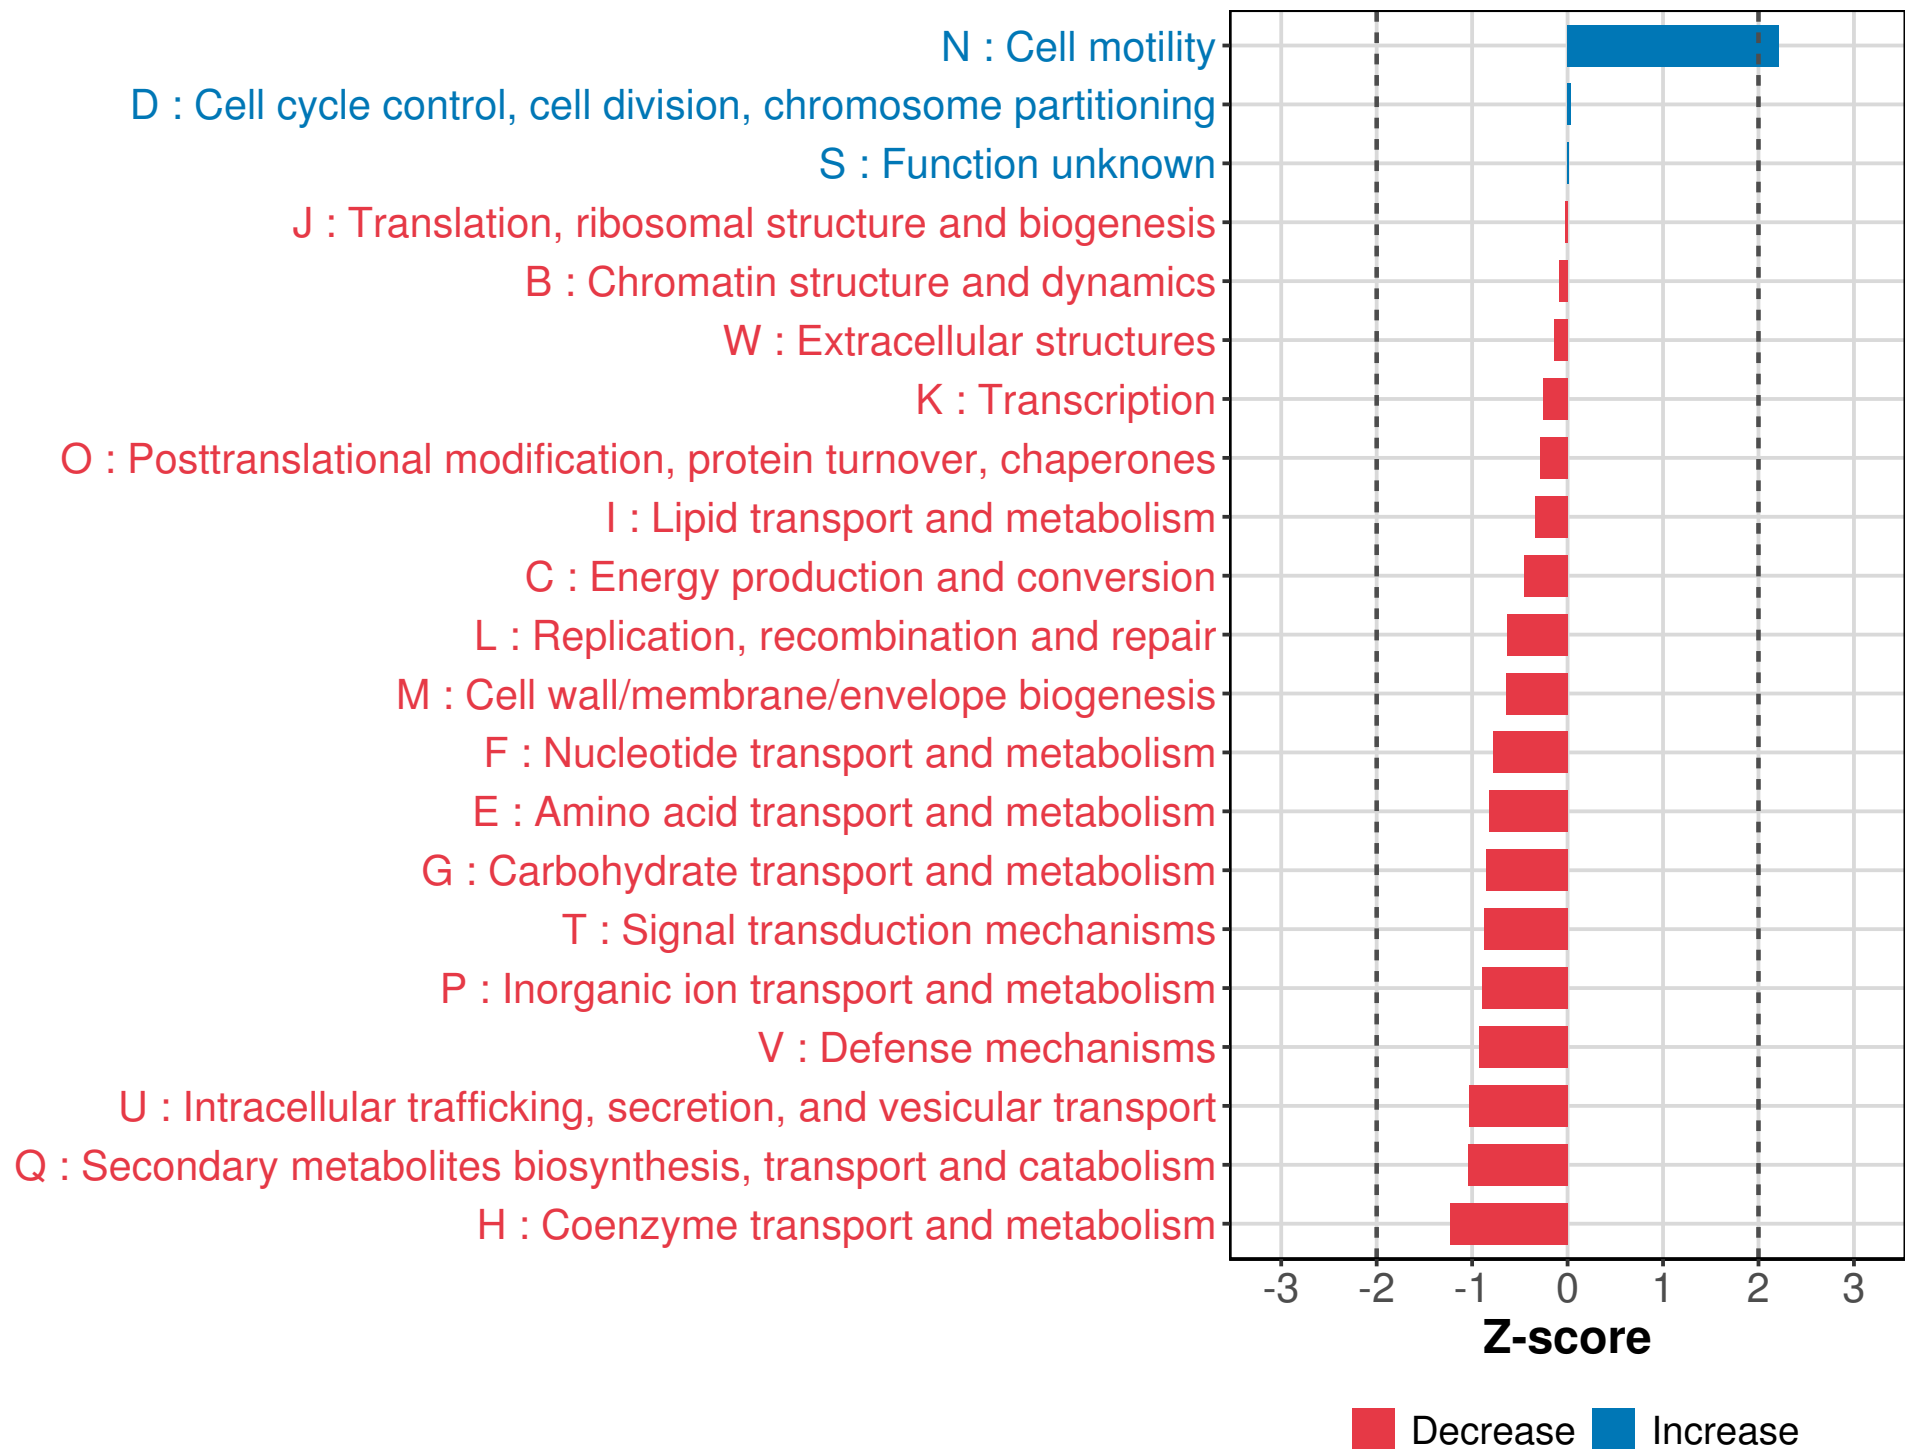 N : Cell motility
D : Cell cycle control, cell division, chromosome partitioning
S : Function unknown
J : Translation, ribosomal structure and biogenesis
B : Chromatin structure and dynamics
W : Extracellular structures
K : Transcription
O : Posttranslational modification, protein turnover, chaperones
I : Lipid transport and metabolism
C : Energy production and conversion
L : Replication, recombination and repair
M : Cell wall/membrane/envelope biogenesis
F : Nucleotide transport and metabolism
E : Amino acid transport and metabolism
G : Carbohydrate transport and metabolism
T : Signal transduction mechanisms
P : Inorganic ion transport and metabolism
V : Defense mechanisms
U : Intracellular trafficking, secretion, and vesicular transport
Q : Secondary metabolites biosynthesis, transport and catabolism
H : Coenzyme transport and metabolism
-3 -2 -1 0 1 2 3
Z-score
Decrease Increase